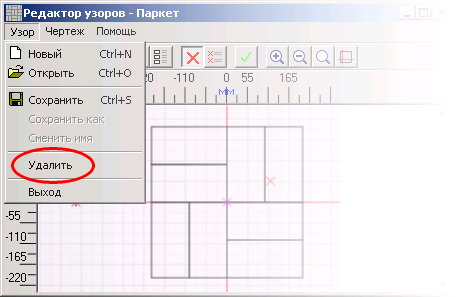 Редактор узоров - Паркет
Узор Чертеж Помощь
Новый Ctrl+N
Открыть Ctrl+O
Сохранить Ctrl+S
Сохранить как
Сменить имя
Удалить
Выход
-110 0 55 165
мм
-55
-110
-165
-220